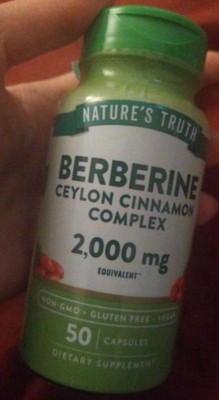 NATURE'S TRUTH
BERBERINE
CEYLON CINNAMON
COMPLEX
2,000 mg
EQUIVALENT**
NON-GMO • GLUTEN FREE • VEGAN
50 CAPSULES
DIETARY SUPPLEMENT